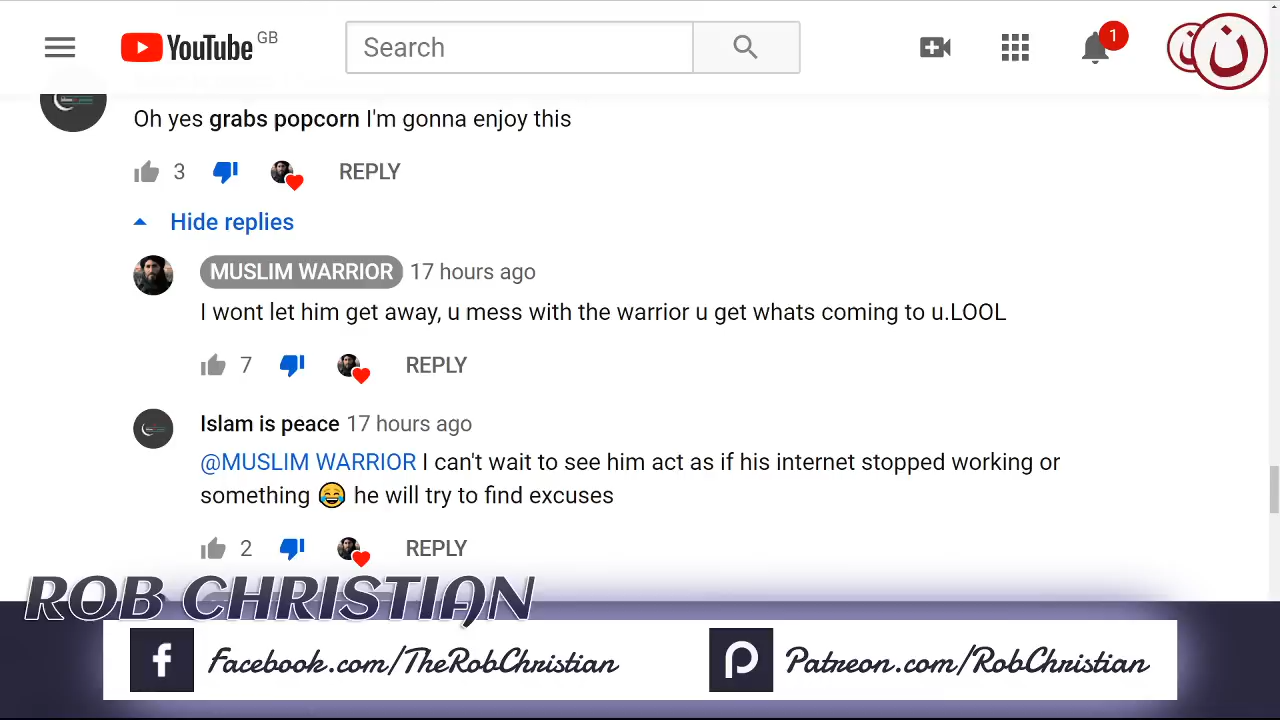 YouTube GB
Search
1
ن ن
Oh yes grabs popcorn I'm gonna enjoy this
3 REPLY
Hide replies
MUSLIM WARRIOR 17 hours ago
I wont let him get away, u mess with the warrior u get whats coming to u.LOOL
7 REPLY
Islam is peace 17 hours ago
@MUSLIM WARRIOR I can't wait to see him act as if his internet stopped working or
something 😂 he will try to find excuses
2 REPLY
ROB CHRISTIAN
Facebook.com/TheRobChristian
Patreon.com/RobChristian